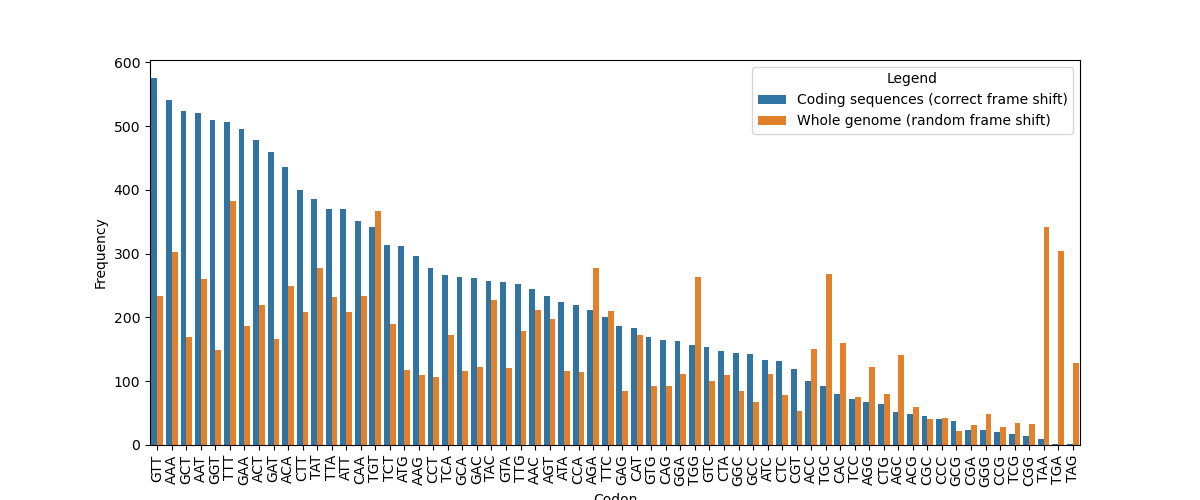 600
500
400
300
200
100
0
Frequency
Legend
Coding sequences (correct frame shift)
Whole genome (random frame shift)
GTT
AAA
GCT
AAT
GGT
TTT
GAA
ACT
GAT
ACA
CTT
TAT
TTA
ATT
CAA
TGT
TCT
ATG
AAG
CCT
TCA
GCA
GAC
TAC
GTA
TTG
AAC
AGT
ATA
CCA
AGA
TTC
GAG
CAT
GTG
CAG
GGA
TGG
GTC
CTA
GGC
GCC
ATC
CTC
CGT
ACC
TGC
CAC
TCC
AGG
CTG
AGC
ACG
CGC
CCC
GCG
CGA
GGG
CCG
TCG
CGG
TAA
TGA
TAG
Codon